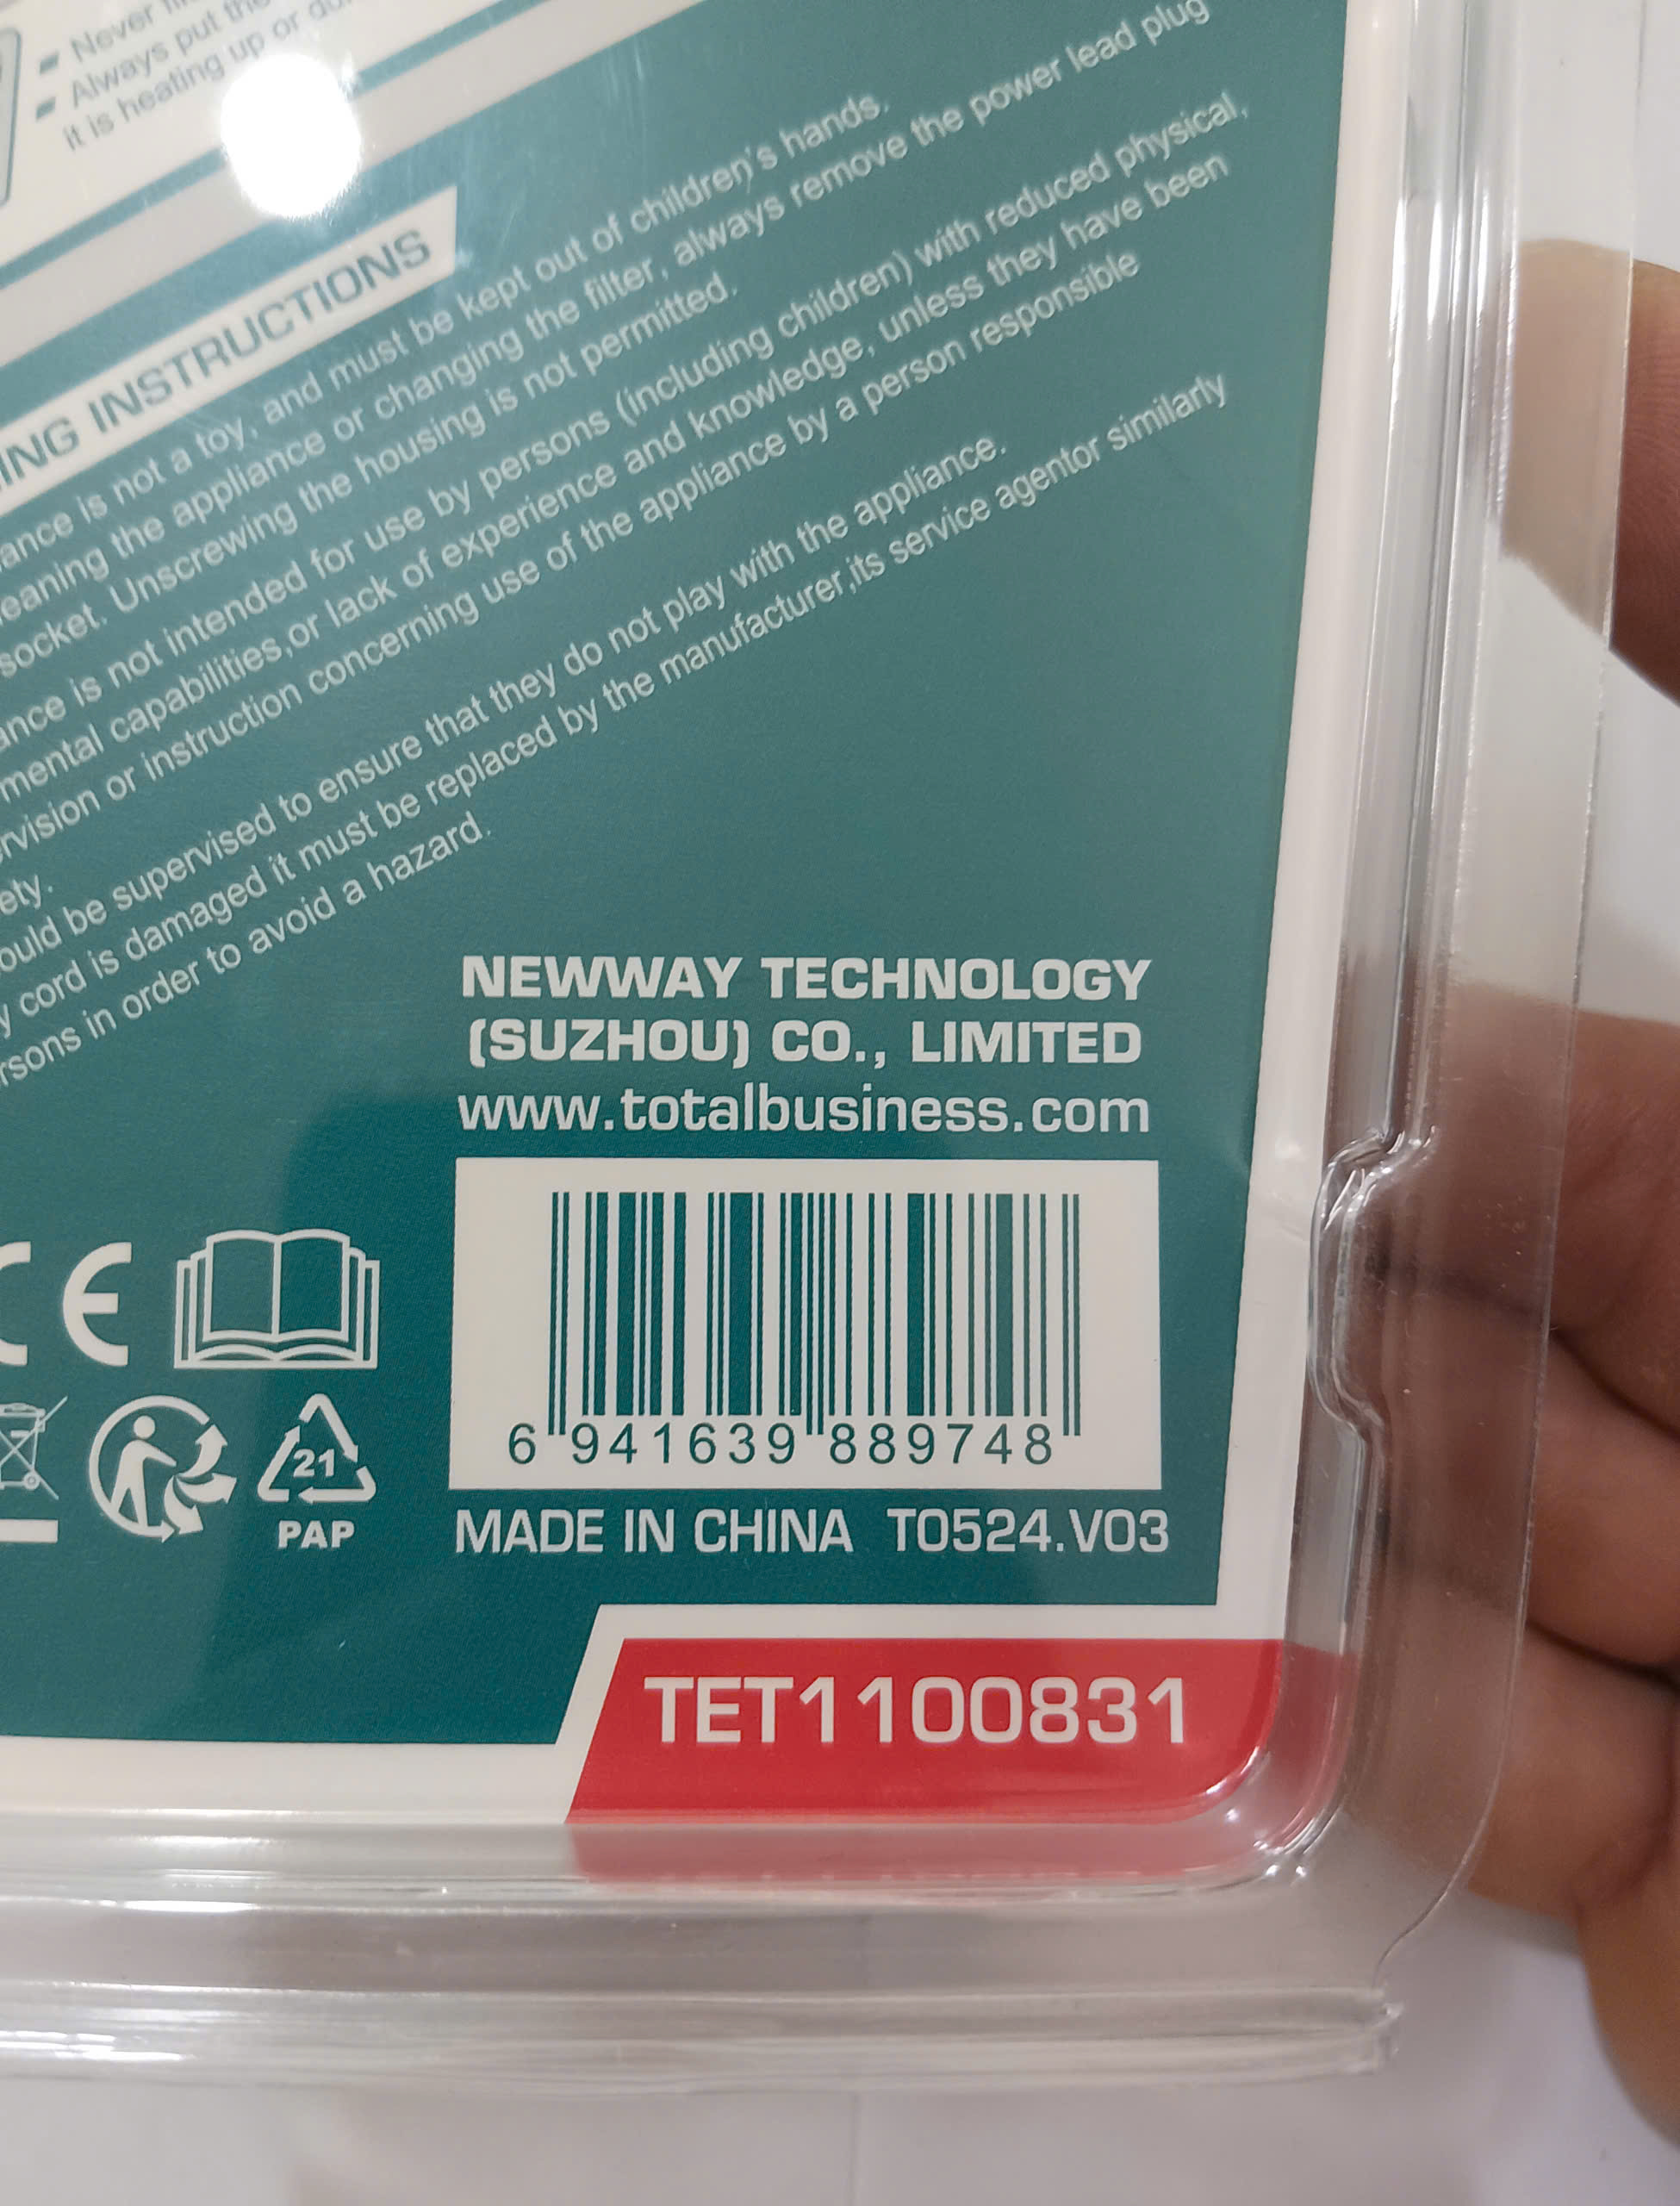 Never
Always put the
it is heating up or
ING INSTRUCTIONS
ance is not a toy, and must be kept out of children's hands.
eaning the appliance or changing the filter, always remove the power lead plug
socket. Unscrewing the housing is not permitted.
ance is not intended for use by persons (including children) with reduced physical,
mental capabilities,or lack of experience and knowledge, unless they have been
rvision or instruction concerning use of the appliance by a person responsible
ety.
ould be supervised to ensure that they do not play with the appliance.
y cord is damaged it must be replaced by the manufacturer,its service agentor similarly
rsons in order to avoid a hazard.
NEWWAY TECHNOLOGY
(SUZHOU) CO., LIMITED
www.totalbusiness.com
CE
6 941639 889748
21
PAP
MADE IN CHINA T0524.V03
TET1100831